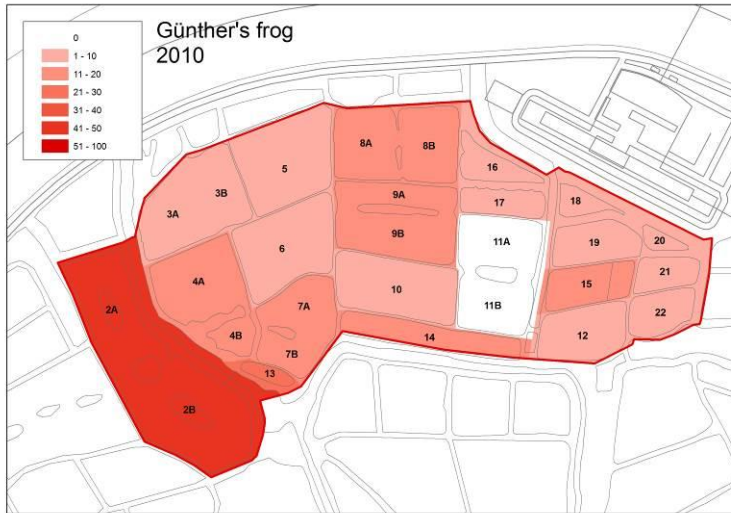 Günther's frog
2010
0
1 - 10
11 - 20
21 - 30
31 - 40
41 - 50
51 - 100
8A
8B
5
16
3B
9A
17
18
3A
11A
20
9B
19
6
4A
21
15
10
2A
7A
11B
22
4B
14
12
7B
13
2B